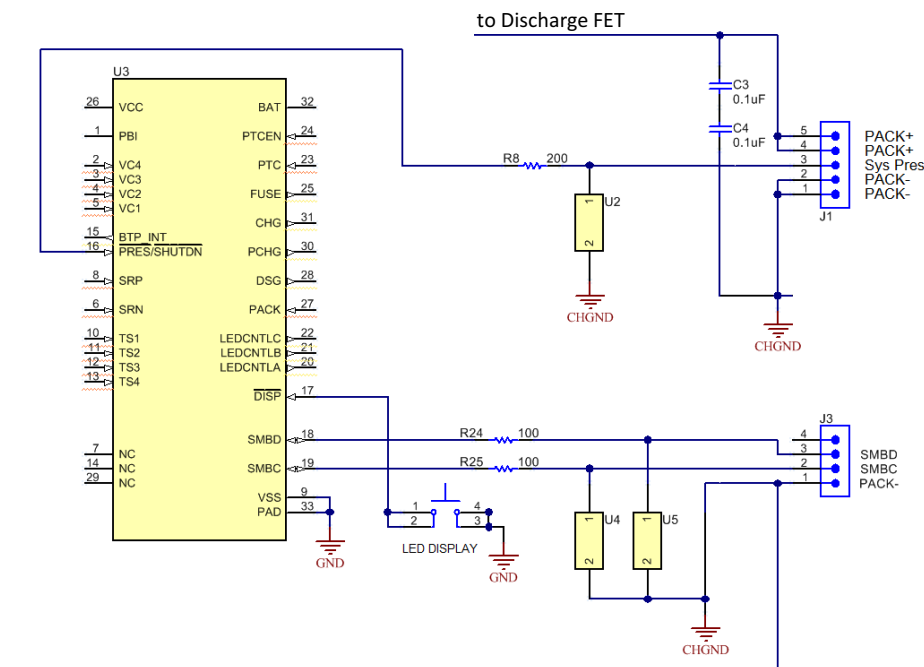 to Discharge FET
U3
26 VCC BAT 32
1 PBI PTCEN 24
2 VC4 PTC 23
3 VC3
4 VC2 FUSE 25
5 VC1
CHG 31
15 BTP_INT
16 PRES/SHUTDN PCHG 30
8 SRP DSG 28
6 SRN PACK 27
10 TS1 LEDCNTLC 22
11 TS2 LEDCNTLB 21
12 TS3 LEDCNTLA 20
13 TS4
DISP 17
SMBD 18
7 NC
14 NC SMBC 19
29 NC
VSS 9
PAD 33
GND
C3
0.1uF
C4
0.1uF
R8 200
U2
1
2
CHGND
5 PACK+
4 PACK+
3 Sys Pres
2 PACK-
1 PACK-
J1
CHGND
R24 100
R25 100
J3
4
3 SMBD
2 SMBC
1 PACK-
1 4
2 3
LED DISPLAY
GND
U4
1
2
U5
1
2
CHGND